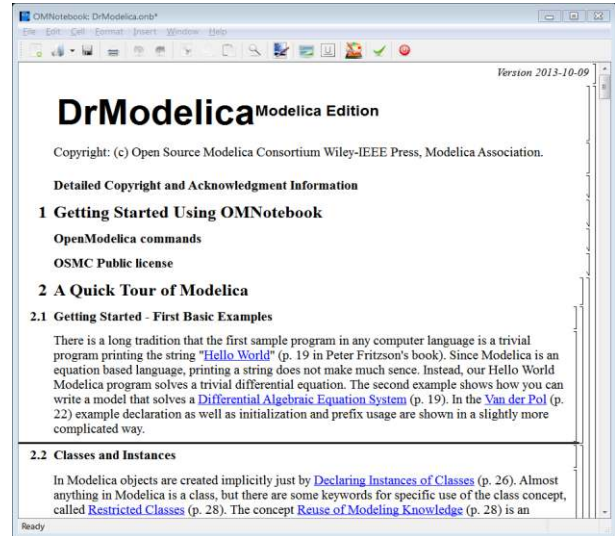 OMNotebook: DrModelica.onb*
File Edit Cell Format Insert Window Help
Version 2013-10-09
DrModelica Modelica Edition
Copyright: (c) Open Source Modelica Consortium Wiley-IEEE Press, Modelica Association.
Detailed Copyright and Acknowledgment Information
1 Getting Started Using OMNotebook
OpenModelica commands
OSMC Public license
2 A Quick Tour of Modelica
2.1 Getting Started - First Basic Examples
There is a long tradition that the first sample program in any computer language is a trivial
program printing the string "Hello World" (p. 19 in Peter Fritzson's book). Since Modelica is an
equation based language, printing a string does not make much sence. Instead, our Hello World
Modelica program solves a trivial differential equation. The second example shows how you can
write a model that solves a Differential Algebraic Equation System (p. 19). In the Van der Pol (p.
22) example declaration as well as initialization and prefix usage are shown in a slightly more
complicated way.
2.2 Classes and Instances
In Modelica objects are created implicitly just by Declaring Instances of Classes (p. 26). Almost
anything in Modelica is a class, but there are some keywords for specific use of the class concept,
called Restricted Classes (p. 28). The concept Reuse of Modeling Knowledge (p. 28) is an
Ready